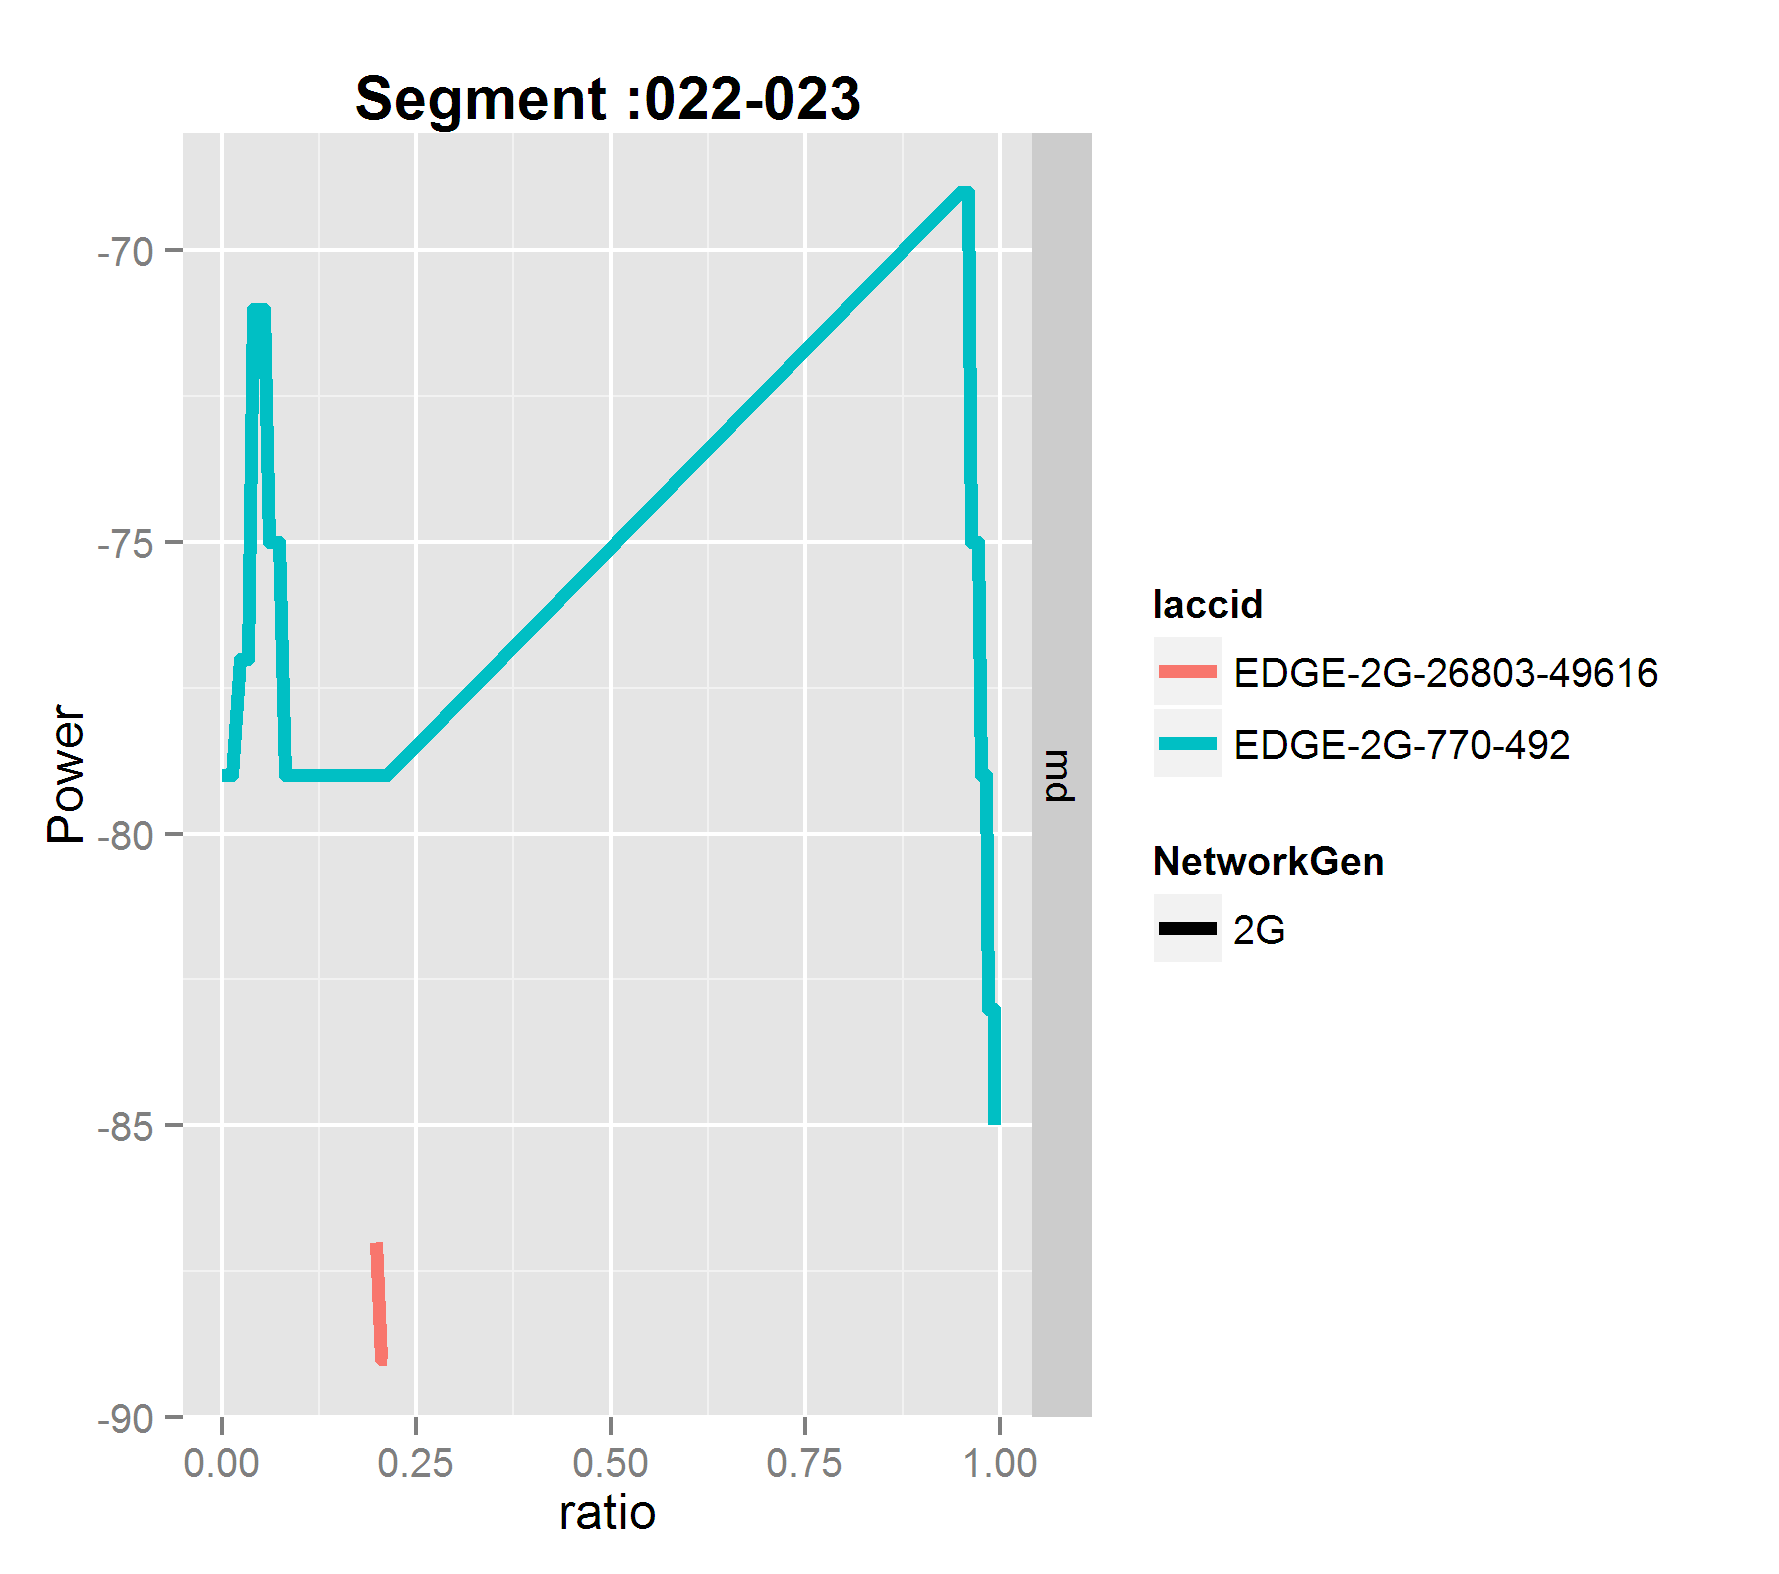 Segment :022-023
Power
-70
-75
-80
-85
-90
0.00 0.25 0.50 0.75 1.00
ratio
md
laccid
EDGE-2G-26803-49616
EDGE-2G-770-492
NetworkGen
2G